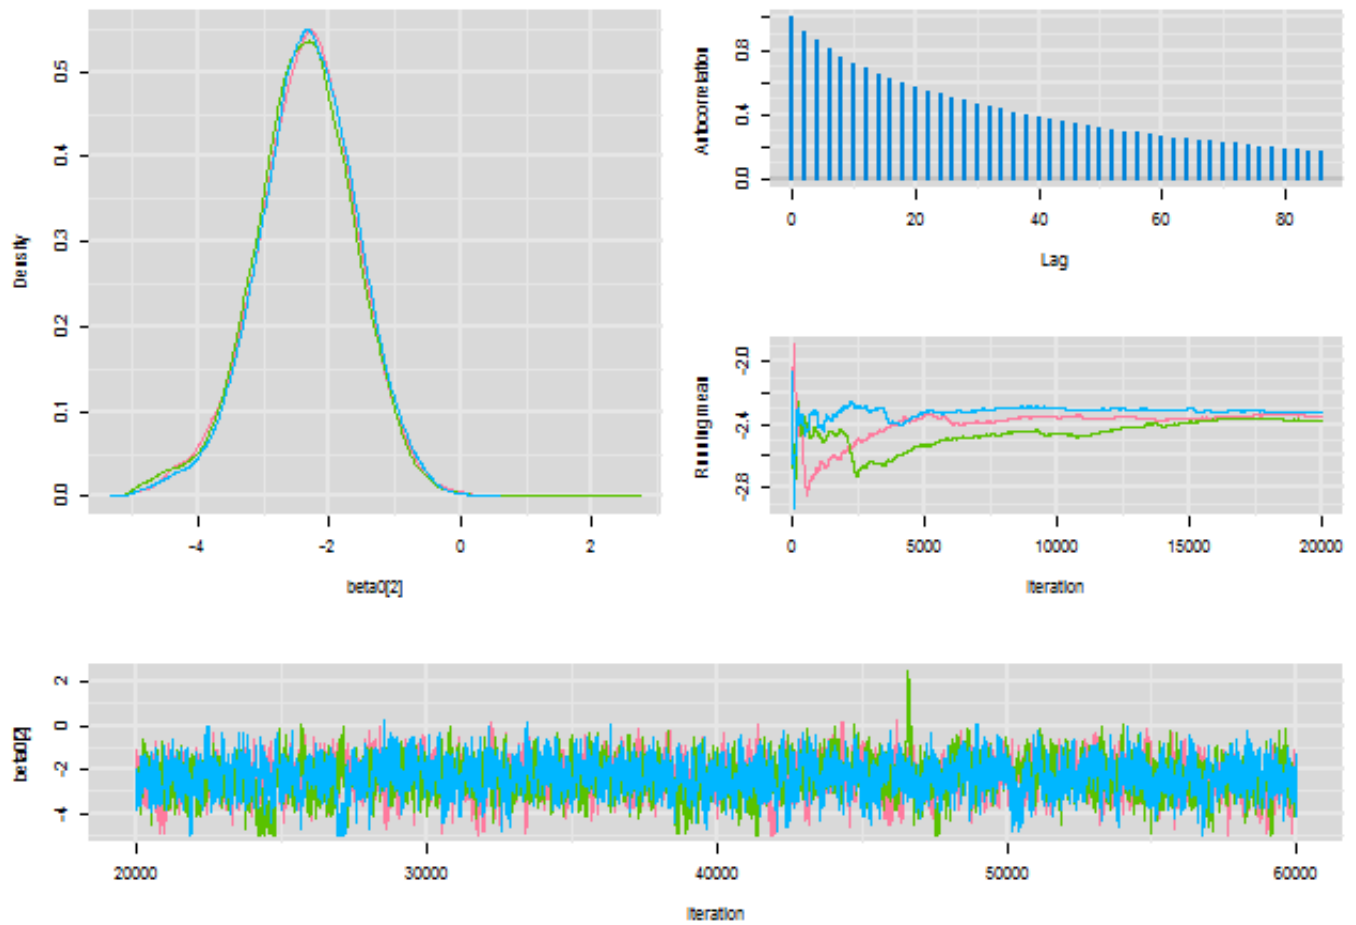 Density
0.0 0.1 0.2 0.3 0.4 0.5
-4 -2 0 2
beta0[2]
Autocorrelation
0.0 0.4 0.8
0 20 40 60 80
Lag
Running mean
-2.8 -2.4 -2.0
0 5000 10000 15000 20000
Iteration
beta0[2]
2
0
-2
-4
20000 30000 40000 50000 60000
Iteration